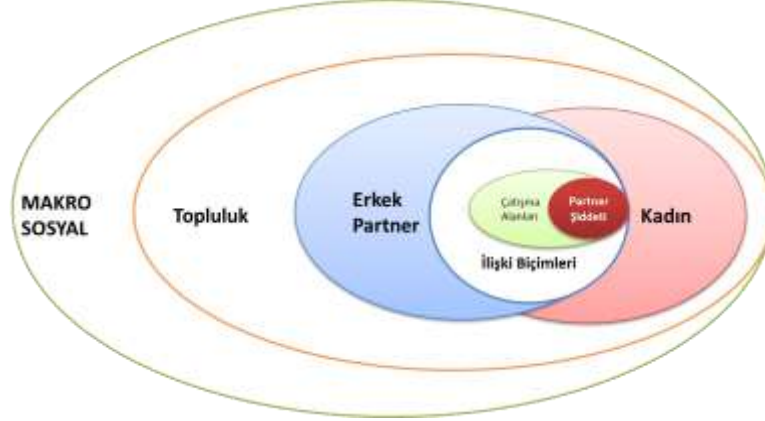 MAKRO
SOSYAL
Topluluk
Erkek
Partner
Çatışma
Alanları
Partner
Şiddeti
İlişki Biçimleri
Kadın